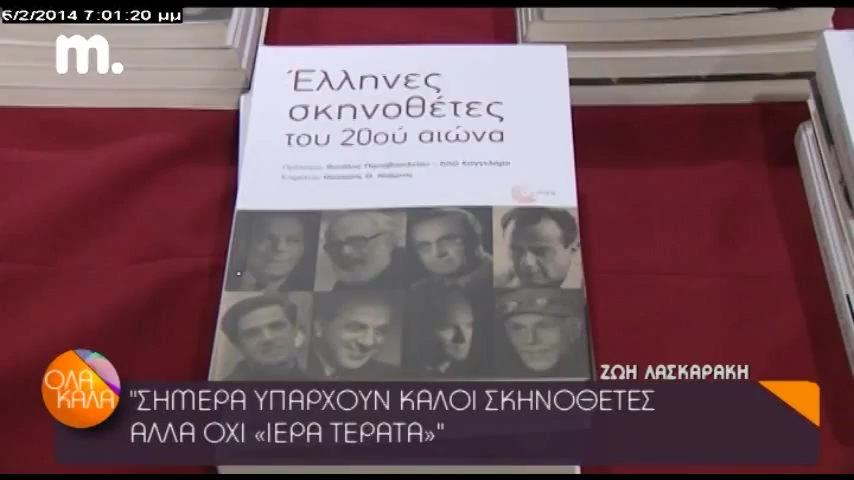 6/2/2014 7:01:20 μμ
m.
Έλληνες
σκηνοθέτες
του 20ού αιώνα
ΖΩΗ ΛΑΣΚΑΡΑΚΗ
ΟΛΑ
ΚΑΛΑ
"ΣΗΜΕΡΑ ΥΠΑΡΧΟΥΝ ΚΑΛΟΙ ΣΚΗΝΟΘΕΤΕΣ
ΑΛΛΑ ΟΧΙ «ΙΕΡΑ ΤΕΡΑΤΑ»"